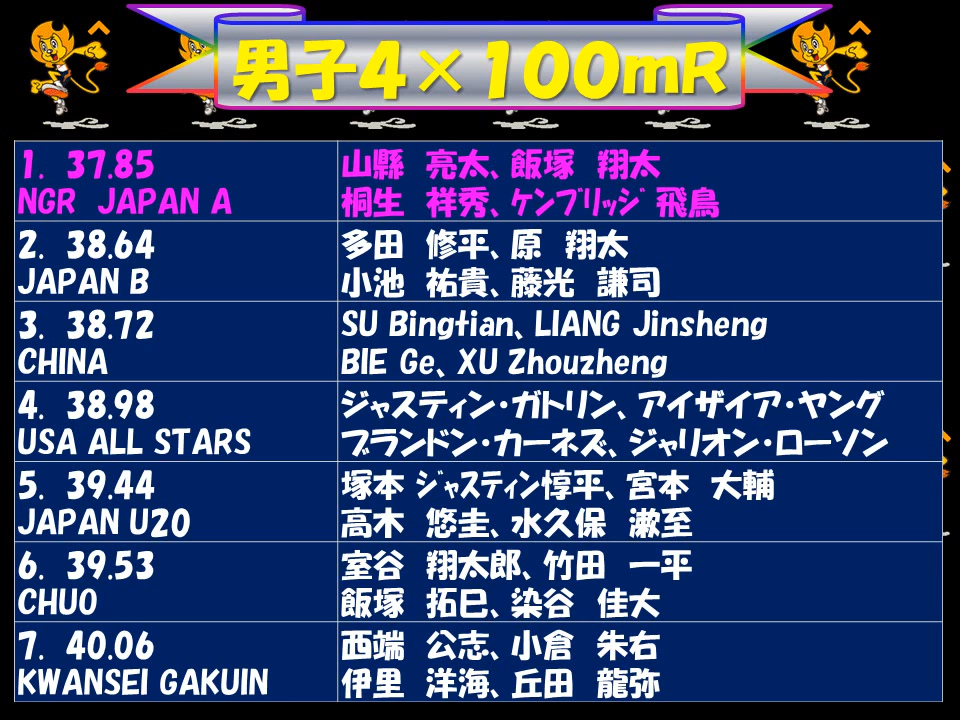 男子4×100mR
1. 37.85
NGR JAPAN A
山縣 亮太、飯塚 翔太
桐生 祥秀、ｹﾝﾌﾞﾘｯｼﾞ 飛鳥
2. 38.64
JAPAN B
多田 修平、原 翔太
小池 祐貴、藤光 謙司
3. 38.72
CHINA
SU Bingtian、LIANG Jinsheng
BIE Ge、XU Zhouzheng
4. 38.98
USA ALL STARS
ジャスティン・ガトリン、アイザイア・ヤング
ブランドン・カーネズ、ジャリオン・ローソン
5. 39.44
JAPAN U20
塚本 ｼﾞｬｽﾃｨﾝ惇平、宮本 大輔
高木 悠圭、水久保 漱至
6. 39.53
CHUO
室谷 翔太郎、竹田 一平
飯塚 拓巳、染谷 佳大
7. 40.06
KWANSEI GAKUIN
西端 公志、小倉 朱右
伊里 洋海、丘田 龍弥